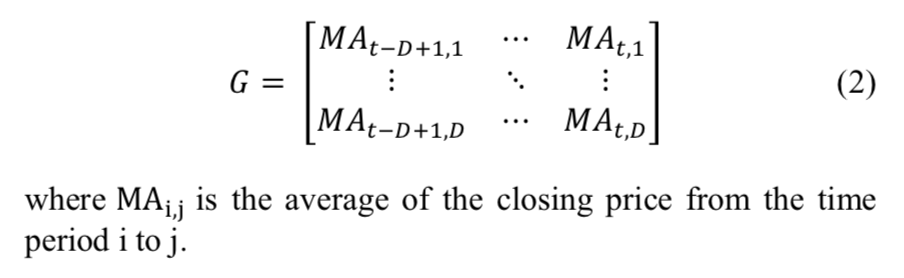 G = [MA_{t−D+1,1} ⋯ MA_{t,1}
⋮ ⋱ ⋮
MA_{t−D+1,D} ⋯ MA_{t,D}] (2)
where MA_{i,j} is the average of the closing price from the time
period i to j.